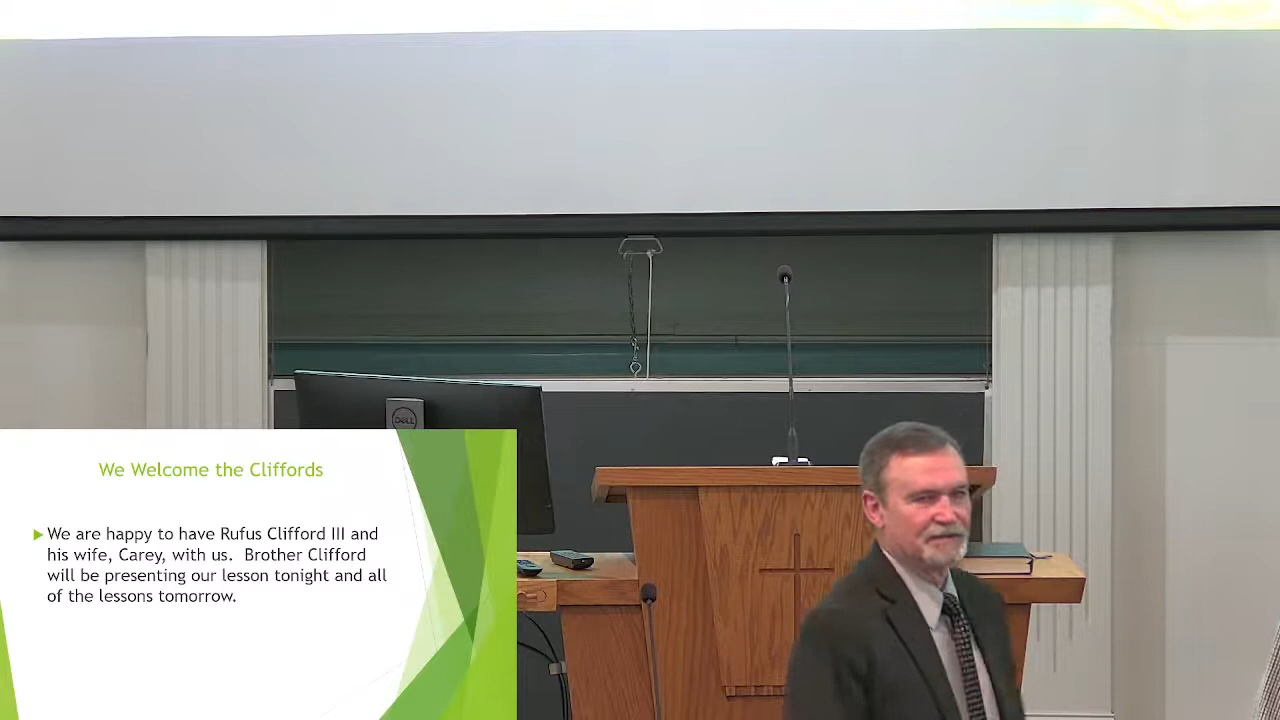 DELL
We Welcome the Cliffords
We are happy to have Rufus Clifford III and
his wife, Carey, with us. Brother Clifford
will be presenting our lesson tonight and all
of the lessons tomorrow.